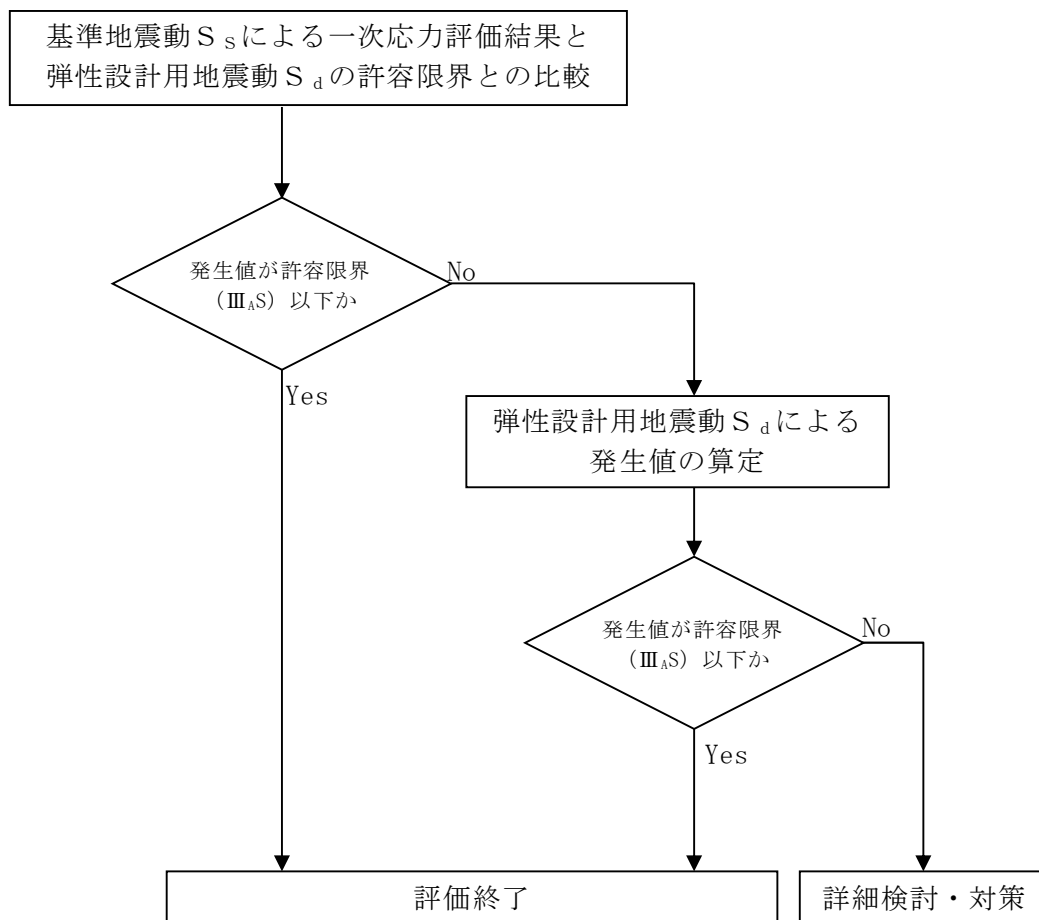 基準地震動Ｓsによる一次応力評価結果と
弾性設計用地震動Ｓdの許容限界との比較
発生値が許容限界
（ⅢAS）以下か
No
Yes
弾性設計用地震動Ｓdによる
発生値の算定
発生値が許容限界
（ⅢAS）以下か
No
Yes
評価終了
詳細検討・対策